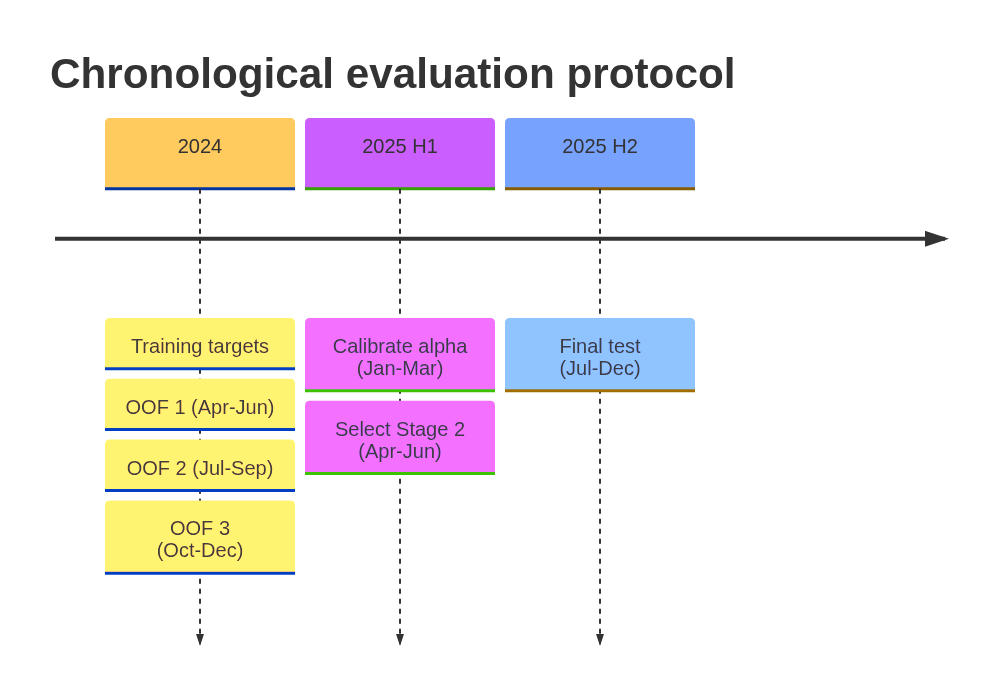 Chronological evaluation protocol
2024
2025 H1
2025 H2
Training targets
OOF 1 (Apr-Jun)
OOF 2 (Jul-Sep)
OOF 3
(Oct-Dec)
Calibrate alpha
(Jan-Mar)
Select Stage 2
(Apr-Jun)
Final test
(Jul-Dec)